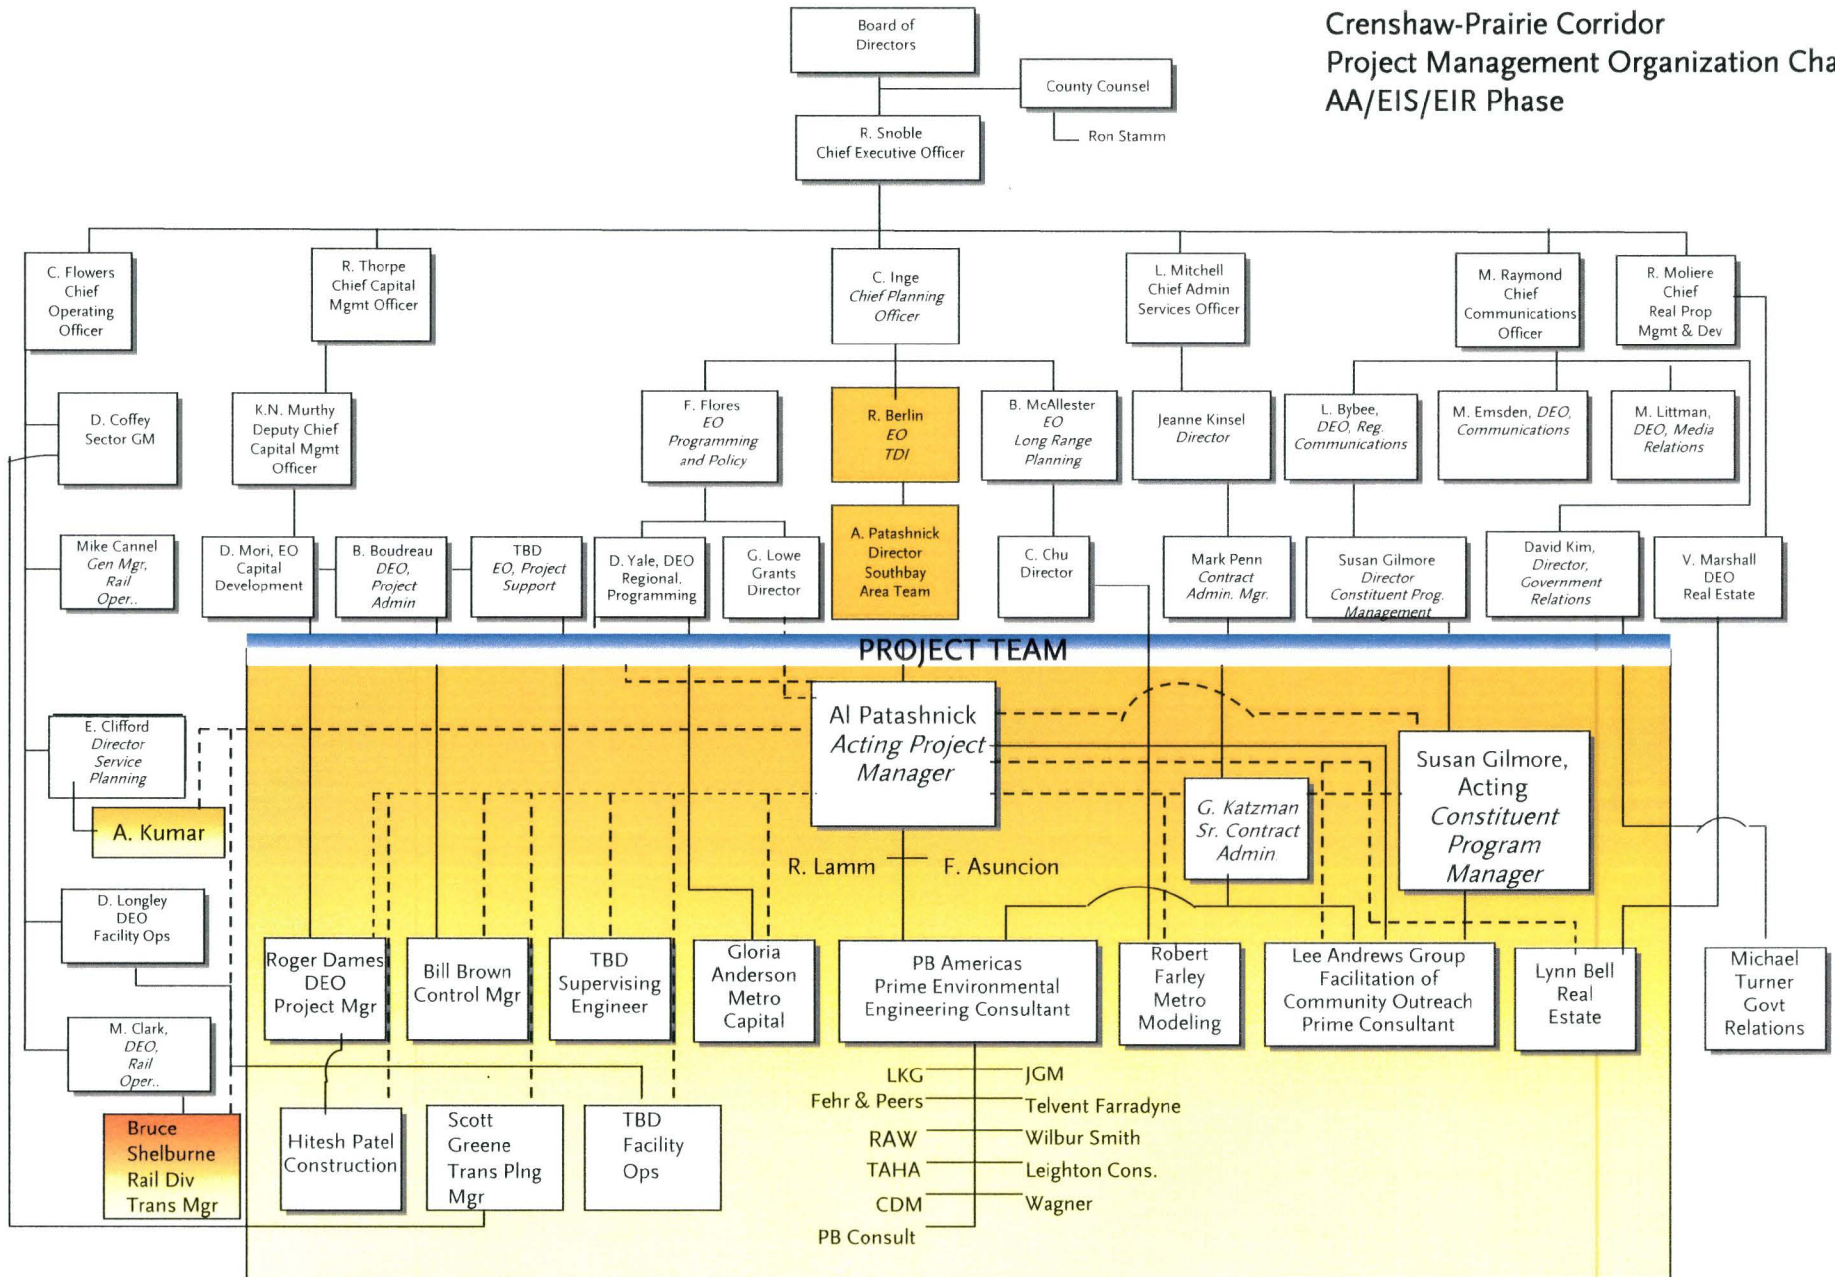 Crenshaw-Prairie Corridor
Project Management Organization Cha
AA/EIS/EIR Phase
Board of
Directors
County Counsel
Ron Stamm
R. Snoble
Chief Executive Officer
C. Flowers
Chief
Operating
Officer
R. Thorpe
Chief Capital
Mgmt Officer
C. Inge
Chief Planning
Officer
L. Mitchell
Chief Admin
Services Officer
M. Raymond
Chief
Communications
Officer
R. Moliere
Chief
Real Prop
Mgmt & Dev
D. Coffey
Sector GM
K.N. Murthy
Deputy Chief
Capital Mgmt
Officer
F. Flores
EO
Programming
and Policy
R. Berlin
EO
TDI
B. McAllester
EO
Long Range
Planning
Jeanne Kinsel
Director
L. Bybee,
DEO, Reg.
Communications
M. Emsden, DEO,
Communications
M. Littman,
DEO, Media
Relations
Mike Cannel
Gen Mgr,
Rail
Oper..
D. Mori, EO
Capital
Development
B. Boudreau
DEO,
Project
Admin
TBD
EO, Project
Support
D. Yale, DEO
Regional.
Programming
G. Lowe
Grants
Director
A. Patashnick
Director
Southbay
Area Team
C. Chu
Director
Mark Penn
Contract
Admin. Mgr.
Susan Gilmore
Director
Constituent Prog.
Management
David Kim,
Director,
Government
Relations
V. Marshall
DEO
Real Estate
PROJECT TEAM
E. Clifford
Director
Service
Planning
A. Kumar
Al Patashnick
Acting Project
Manager
G. Katzman
Sr. Contract
Admin
Susan Gilmore,
Acting
Constituent
Program
Manager
R. Lamm
F. Asuncion
D. Longley
DEO
Facility Ops
Roger Dames
DEO
Project Mgr
Bill Brown
Control Mgr
TBD
Supervising
Engineer
Gloria
Anderson
Metro
Capital
PB Americas
Prime Environmental
Engineering Consultant
Robert
Farley
Metro
Modeling
Lee Andrews Group
Facilitation of
Community Outreach
Prime Consultant
Lynn Bell
Real
Estate
Michael
Turner
Govt
Relations
M. Clark,
DEO,
Rail
Oper..
Bruce
Shelburne
Rail Div
Trans Mgr
Hitesh Patel
Construction
Scott
Greene
Trans Plng
Mgr
TBD
Facility
Ops
LKG
JGM
Fehr & Peers
Telvent Farradyne
RAW
Wilbur Smith
TAHA
Leighton Cons.
CDM
Wagner
PB Consult